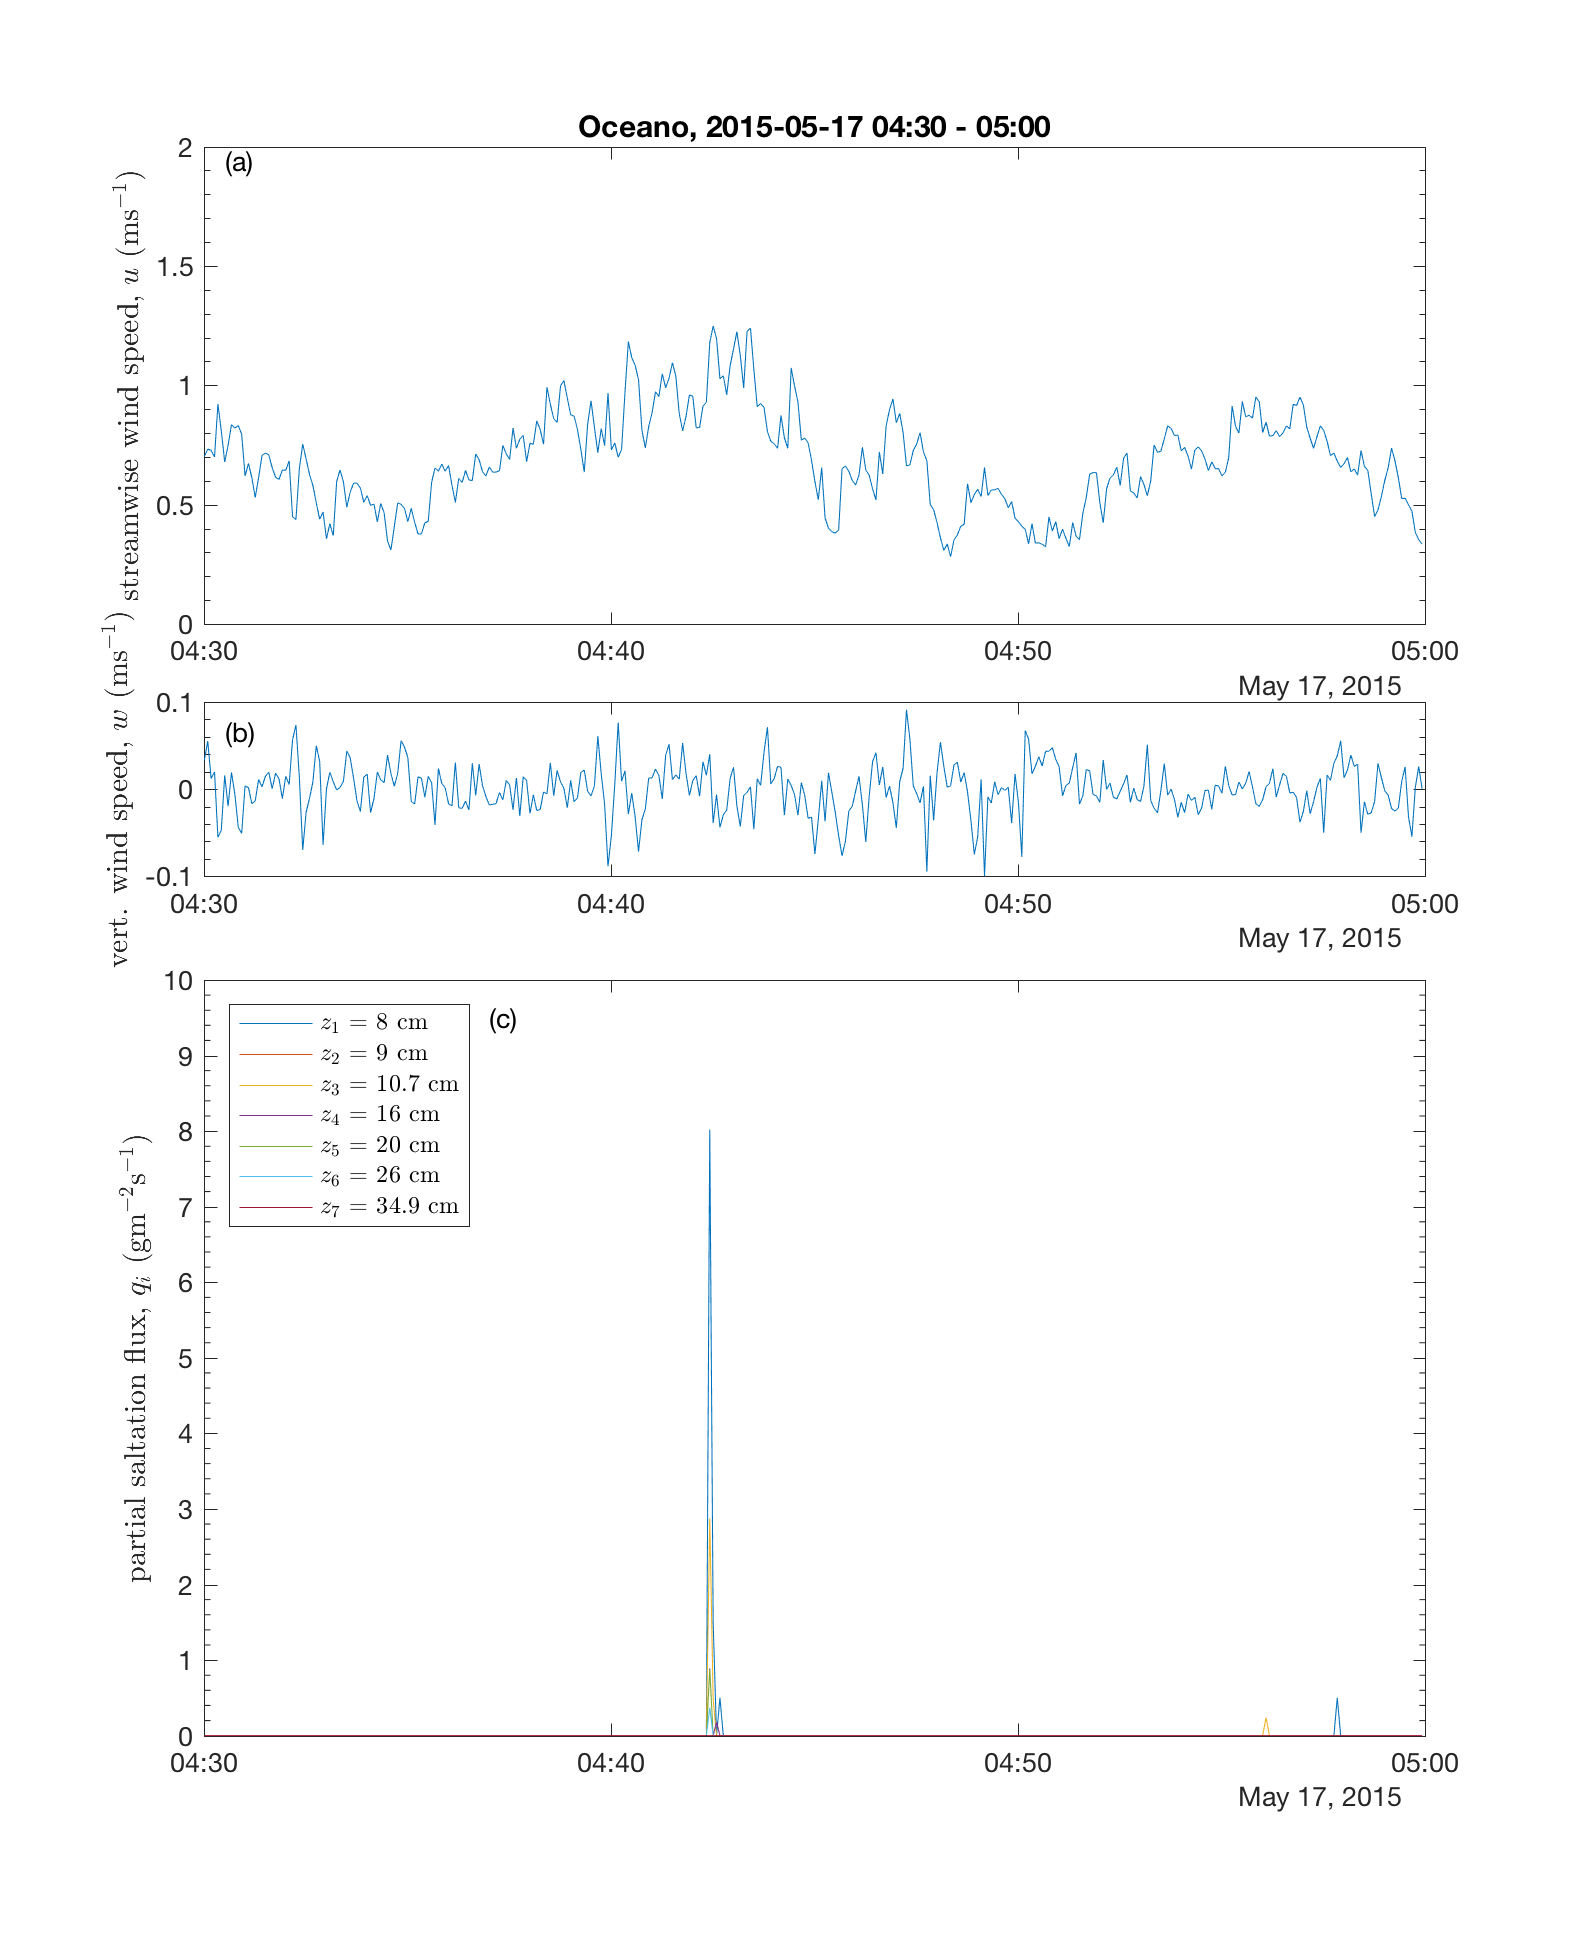 Oceano, 2015-05-17 04:30 - 05:00
(a)
streamwise wind speed, u (ms⁻¹)
2
1.5
1
0.5
0
04:30 04:40 04:50 05:00
May 17, 2015
(b)
vert. wind speed, w (ms⁻¹)
0.1
0
-0.1
04:30 04:40 04:50 05:00
May 17, 2015
(c)
partial saltation flux, qᵢ (gm⁻²s⁻¹)
10
9
8
7
6
5
4
3
2
1
0
z₁ = 8 cm
z₂ = 9 cm
z₃ = 10.7 cm
z₄ = 16 cm
z₅ = 20 cm
z₆ = 26 cm
z₇ = 34.9 cm
04:30 04:40 04:50 05:00
May 17, 2015